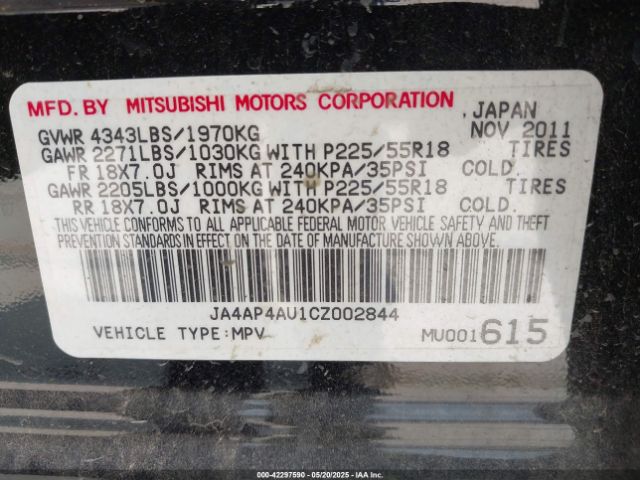 MFD. BY MITSUBISHI MOTORS CORPORATION , JAPAN
GVWR 4343LBS/1970KG NOV 2011
GAWR 2271LBS/1030KG WITH P225/55R18 TIRES
FR 18X7.0J RIMS AT 240KPA/35PSI COLD.
GAWR 2205LBS/1000KG WITH P225/55R18 TIRES
RR 18X7.0J RIMS AT 240KPA/35PSI COLD.
THIS VEHICLE CONFORMS TO ALL APPLICABLE FEDERAL MOTOR VEHICLE SAFETY AND THEFT
PREVENTION STANDARDS IN EFFECT ON THE DATE OF MANUFACTURE SHOWN ABOVE.
JA4AP4AU1CZ002844
VEHICLE TYPE:MPV MU001615
000-42297590 - 05/20/2025 - IAAI. Copyright